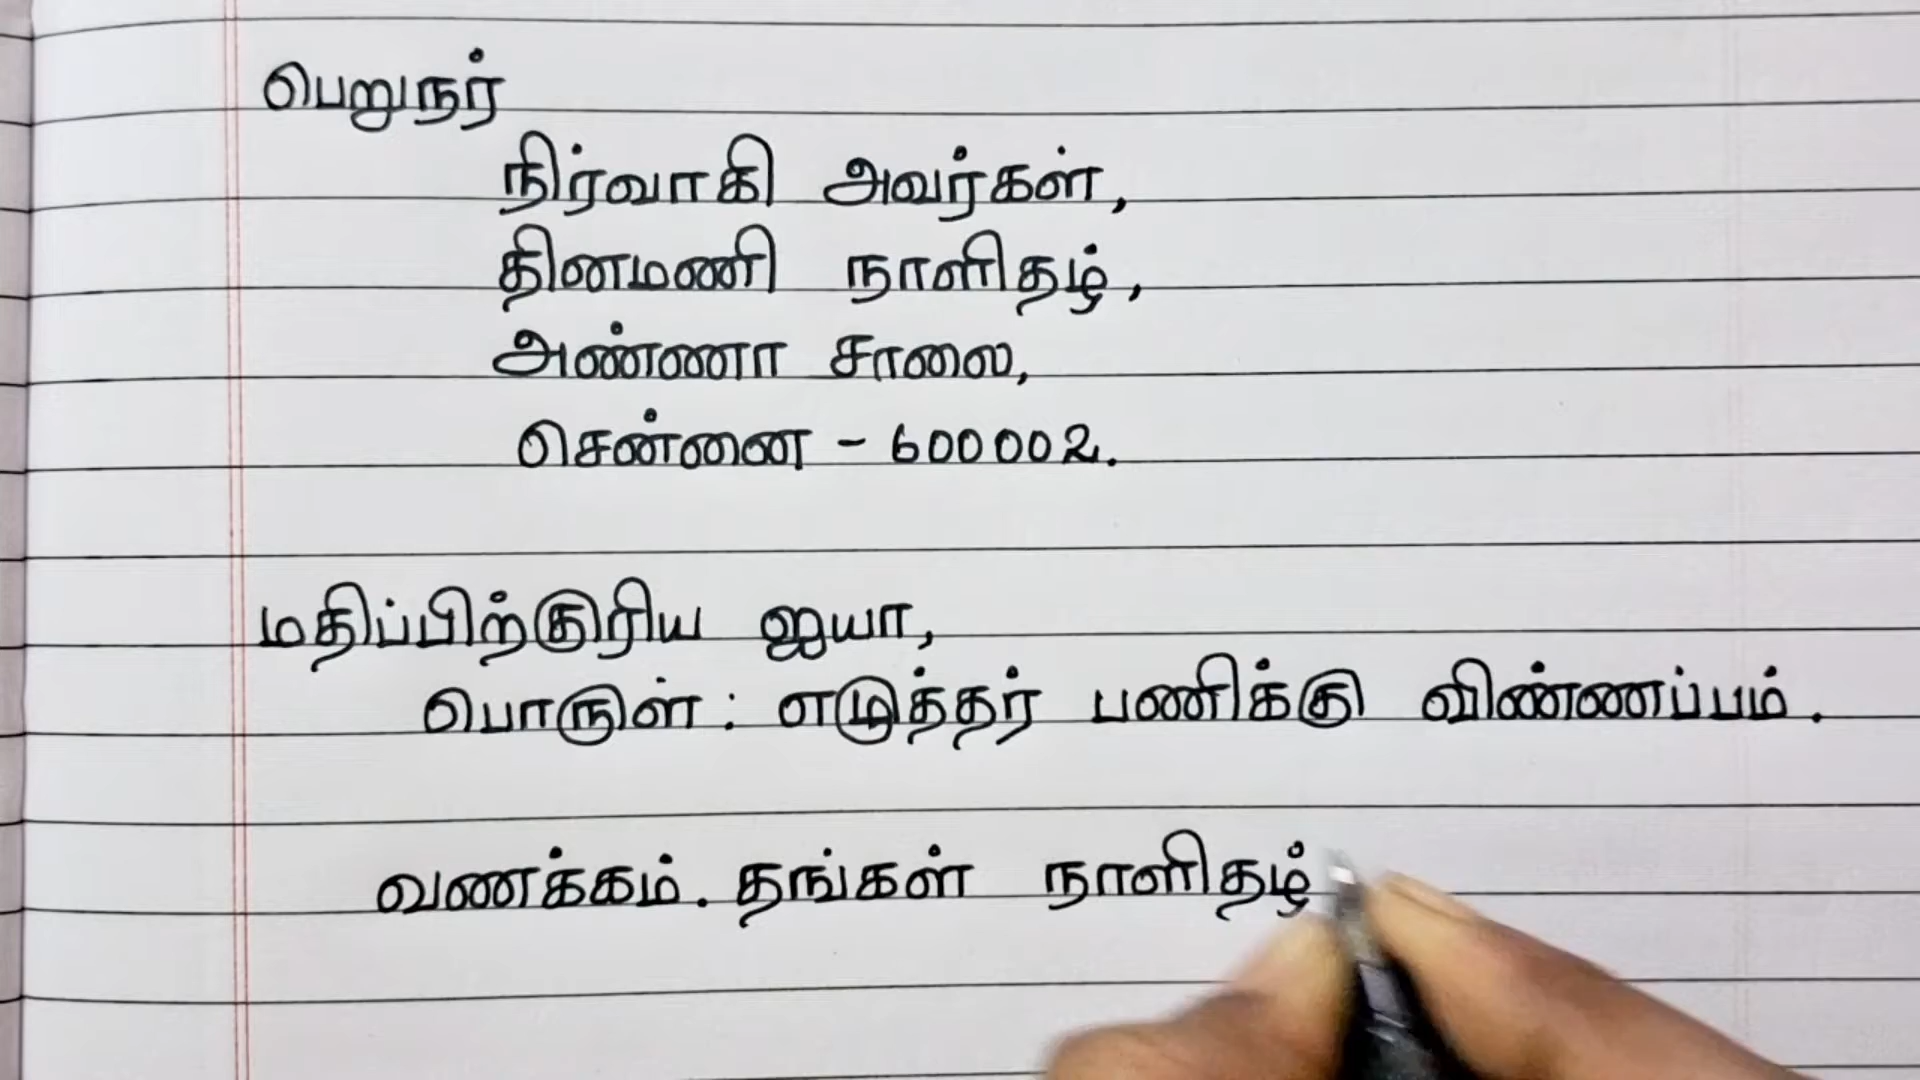 பெறுநர்
நிர்வாகி அவர்கள்,
தினமணி நாளிதழ்,
அண்ணா சாலை,
சென்னை - 600002.
மதிப்பிற்குரிய ஐயா,
பொருள் : எழுத்தர் பணிக்கு விண்ணப்பம்.
வணக்கம். தங்கள் நாளிதழ்